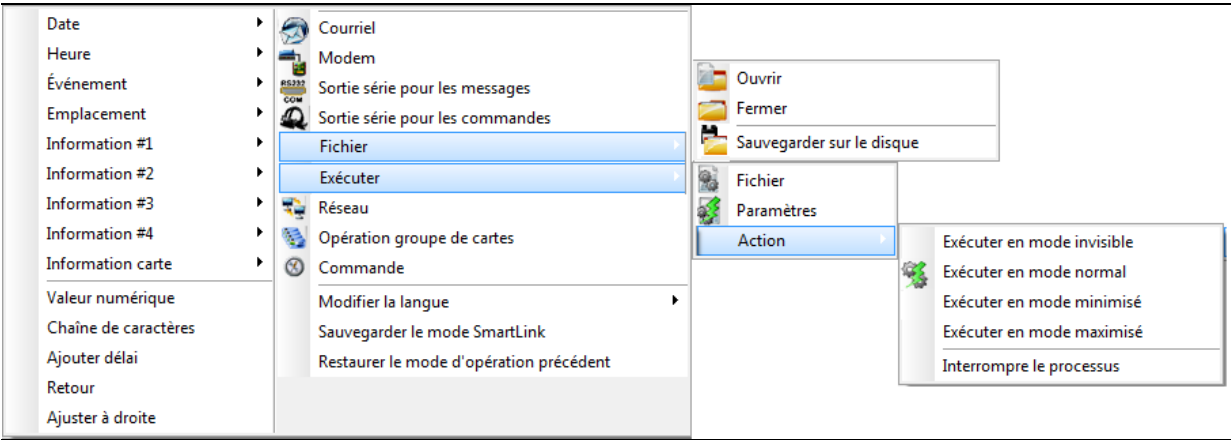 Date
Heure
Événement
Emplacement
Information #1
Information #2
Information #3
Information #4
Information carte
Valeur numérique
Chaîne de caractères
Ajouter délai
Retour
Ajuster à droite
Courriel
Modem
RS232
COM
Sortie série pour les messages
Sortie série pour les commandes
Fichier
Exécuter
Réseau
Opération groupe de cartes
Commande
Modifier la langue
Sauvegarder le mode SmartLink
Restaurer le mode d'opération précédent
Ouvrir
Fermer
Sauvegarder sur le disque
Fichier
Paramètres
Action
Exécuter en mode invisible
Exécuter en mode normal
Exécuter en mode minimisé
Exécuter en mode maximisé
Interrompre le processus